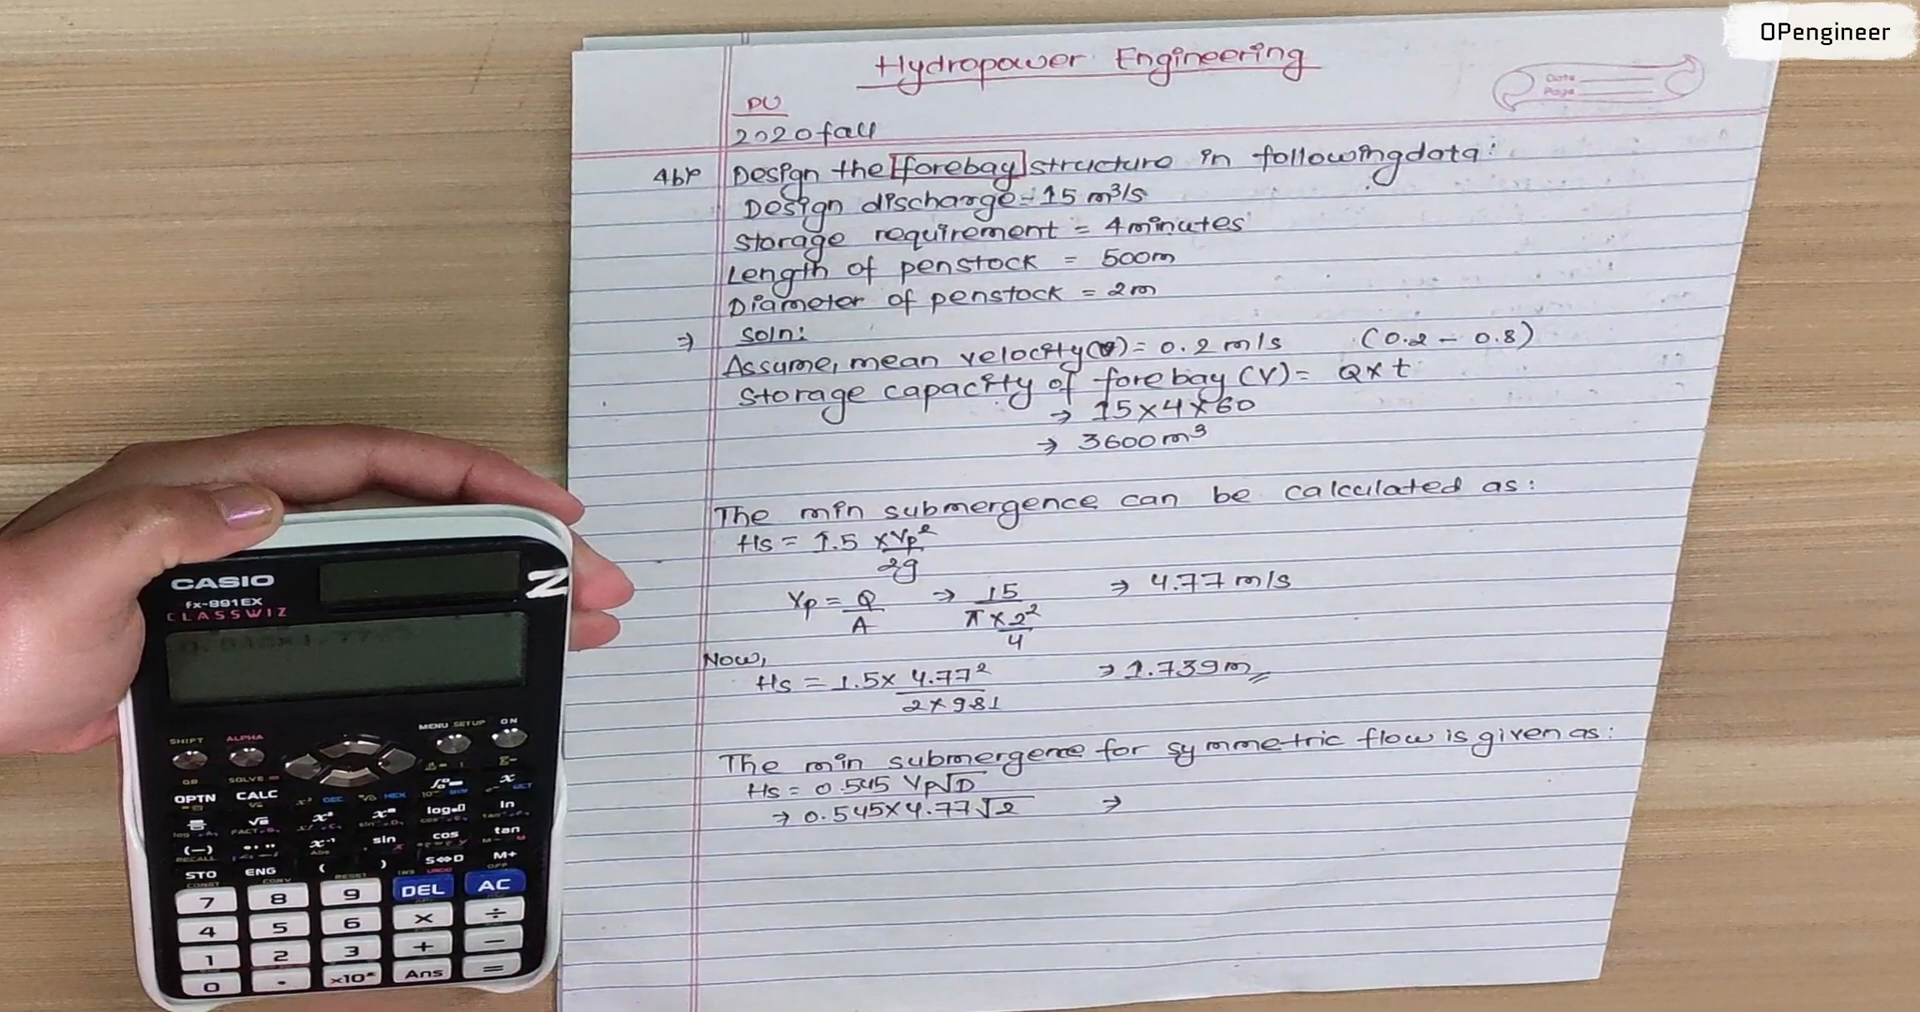 OPengineer
Hydropower Engineering
Date
Page
PU
2020 fall
4b)
Design the forebay structure in following data:
Design discharge = 15 m³/s
Storage requirement = 4 minutes
Length of penstock = 500m
Diameter of penstock = 2m
⇒ Soln:
Assume, mean velocity (v) = 0.2 m/s (0.2 - 0.8)
Storage capacity of forebay (V) = Q×t
→ 15×4×60
→ 3600m³
The min submergence can be calculated as:
Hs = 1.5 × Vp²
2g
Vp = Q → 15 → 4.77 m/s
A π×2²
4
Now,
Hs = 1.5× 4.77² → 1.739m
2×9.81
The min submergence for symmetric flow is given as:
Hs = 0.545 Vp√D
→ 0.545×4.77√2 →
CASIO
fx-991EX
CLASSWIZ
MENU SETUP ON
SHIFT ALPHA
SOLVE =
OPTN CALC x
log ln
(-) sin cos tan
STO ENG ( ) S⇔D M+
7 8 9 DEL AC
4 5 6 × ÷
1 2 3 + −
0 . ×10ˣ Ans =